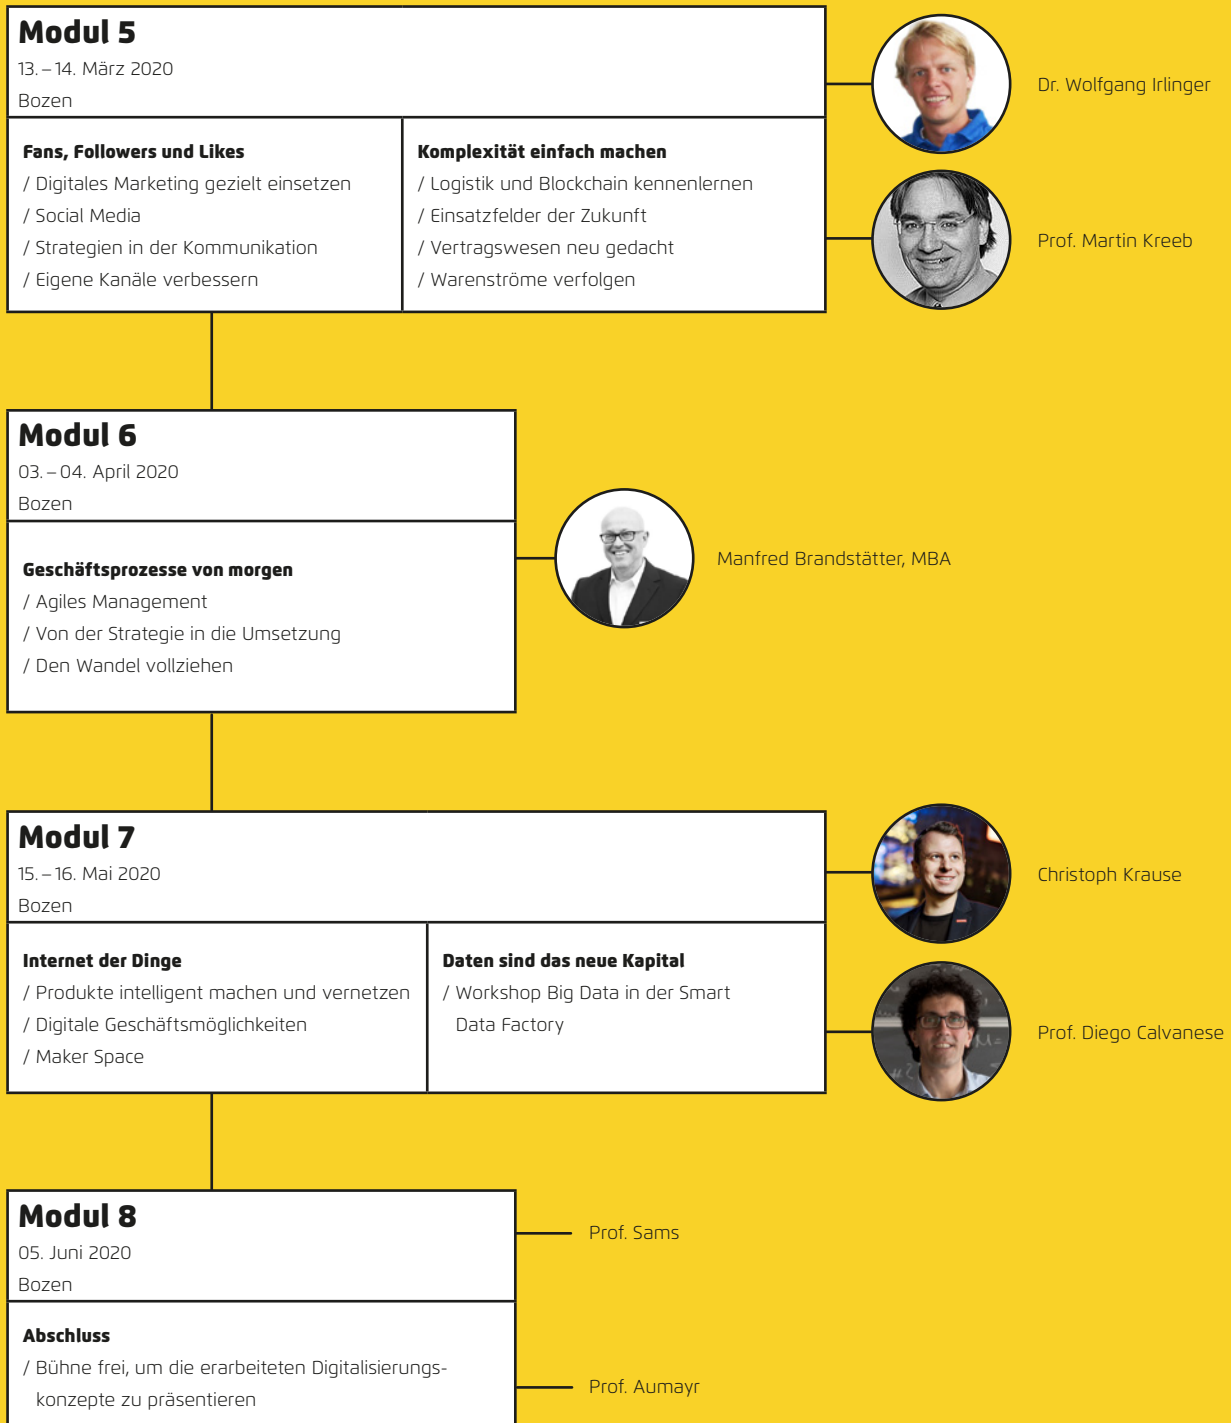 Modul 5
13. – 14. März 2020
Bozen
Dr. Wolfgang Irlinger
Fans, Followers und Likes
/ Digitales Marketing gezielt einsetzen
/ Social Media
/ Strategien in der Kommunikation
/ Eigene Kanäle verbessern
Komplexität einfach machen
/ Logistik und Blockchain kennenlernen
/ Einsatzfelder der Zukunft
/ Vertragswesen neu gedacht
/ Warenströme verfolgen
Prof. Martin Kreeb
Modul 6
03. – 04. April 2020
Bozen
Geschäftsprozesse von morgen
/ Agiles Management
/ Von der Strategie in die Umsetzung
/ Den Wandel vollziehen
Manfred Brandstätter, MBA
Modul 7
15. – 16. Mai 2020
Bozen
Christoph Krause
Internet der Dinge
/ Produkte intelligent machen und vernetzen
/ Digitale Geschäftsmöglichkeiten
/ Maker Space
Daten sind das neue Kapital
/ Workshop Big Data in der Smart
Data Factory
Prof. Diego Calvanese
Modul 8
05. Juni 2020
Bozen
Prof. Sams
Abschluss
/ Bühne frei, um die erarbeiteten Digitalisierungs-
konzepte zu präsentieren
Prof. Aumayr